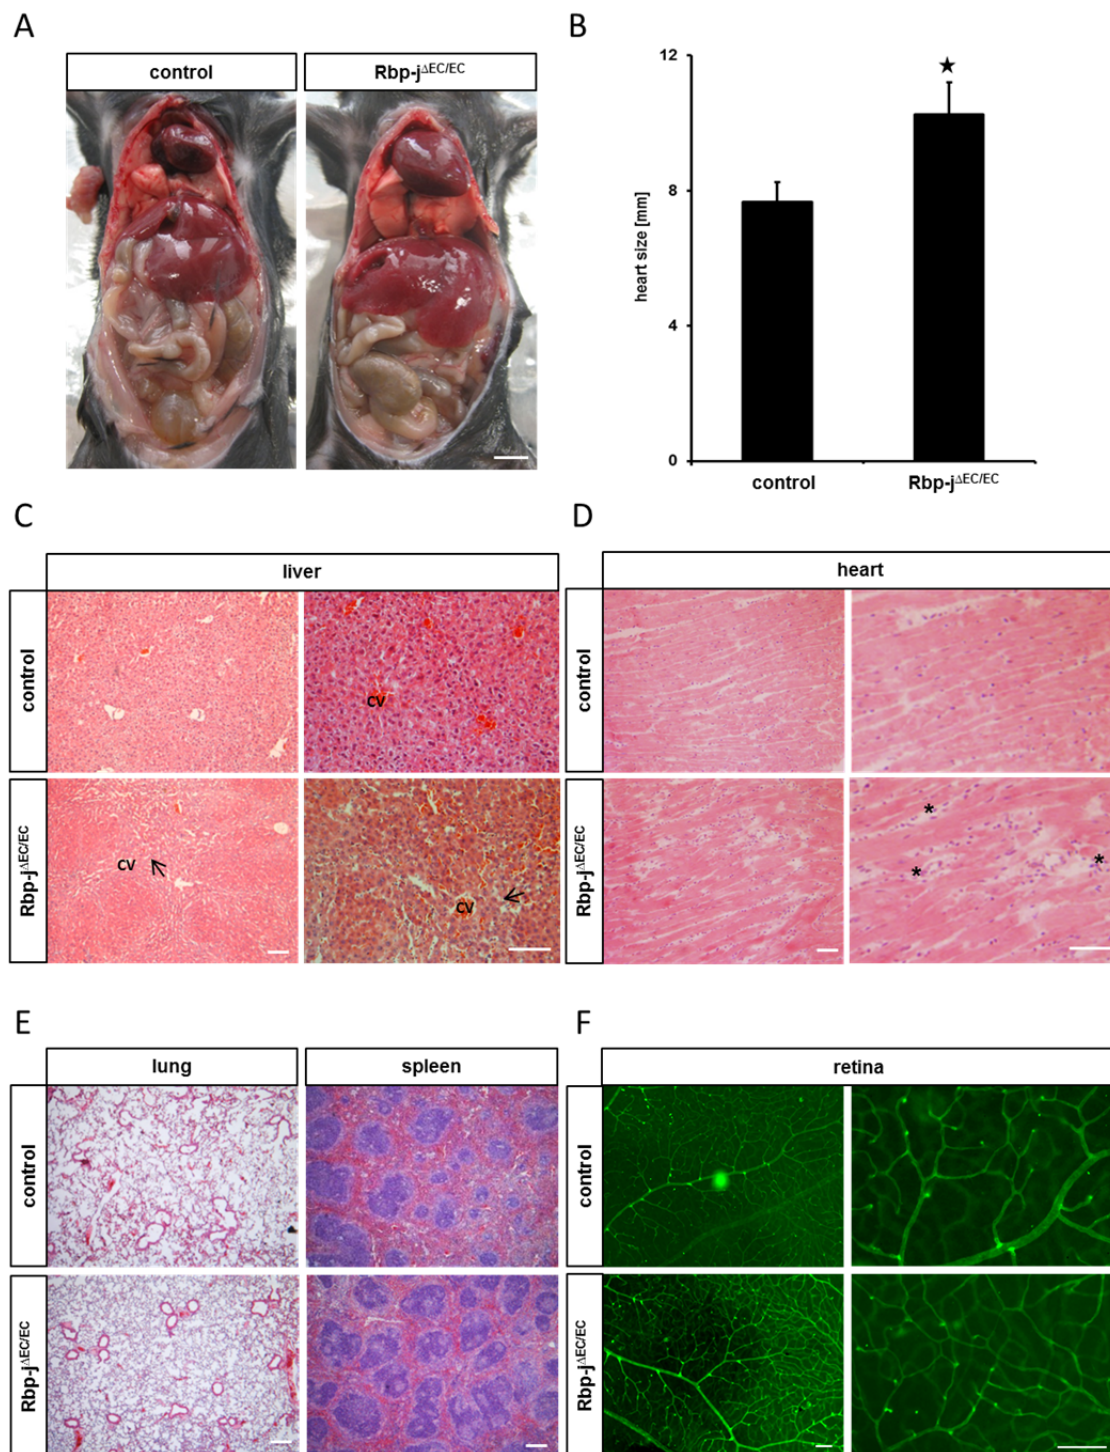 A
control
Rbp-jΔEC/EC
B
12
8
4
0
heart size [mm]
★
control
Rbp-jΔEC/EC
C
liver
control
CV
Rbp-jΔEC/EC
CV
CV
D
heart
control
Rbp-jΔEC/EC
*
*
*
E
lung
spleen
control
Rbp-jΔEC/EC
F
retina
control
Rbp-jΔEC/EC